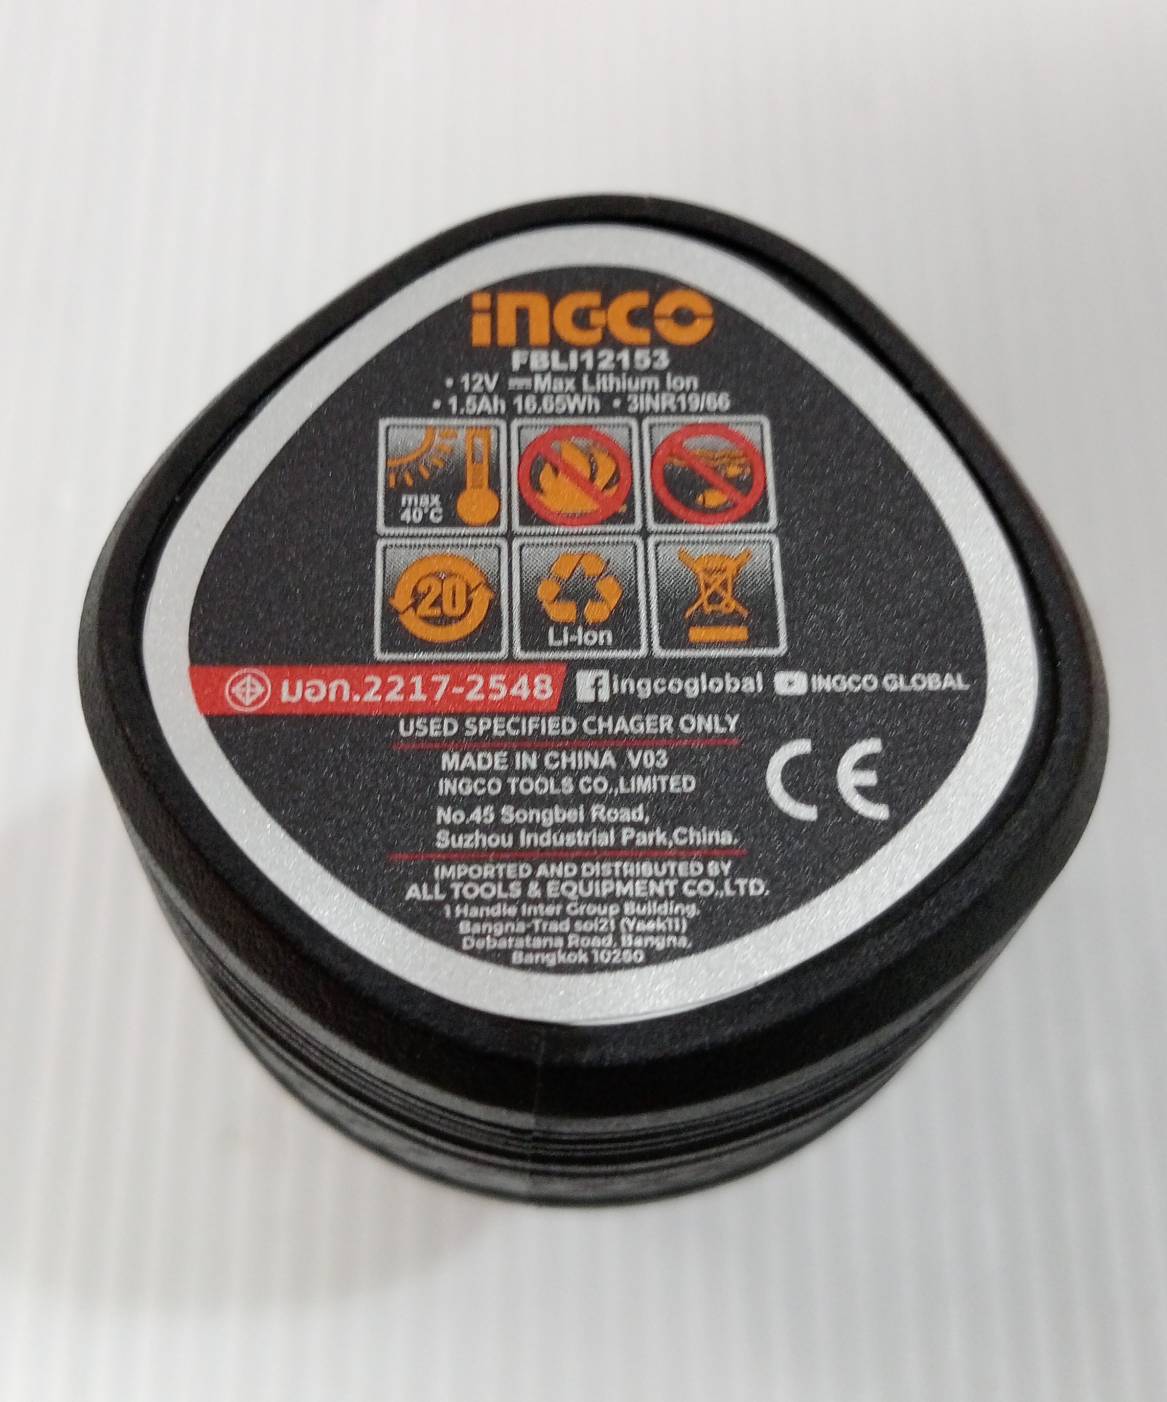 INGCO
FBLI12153
• 12V ⎓Max Lithium Ion
• 1.5Ah 16.65Wh • 3INR19/66
max
40°C
20
Li-Ion
มอก.2217-2548 ingcoglobal INGCO GLOBAL
USED SPECIFIED CHAGER ONLY
MADE IN CHINA V03
CE
INGCO TOOLS CO.,LIMITED
No.45 Songbei Road,
Suzhou Industrial Park,China.
IMPORTED AND DISTRIBUTED BY
ALL TOOLS & EQUIPMENT CO.,LTD.
1 Handle Inter Group Building,
Bangna-Trad soi21 (Yaek11)
Debaratana Road, Bangna,
Bangkok 10260